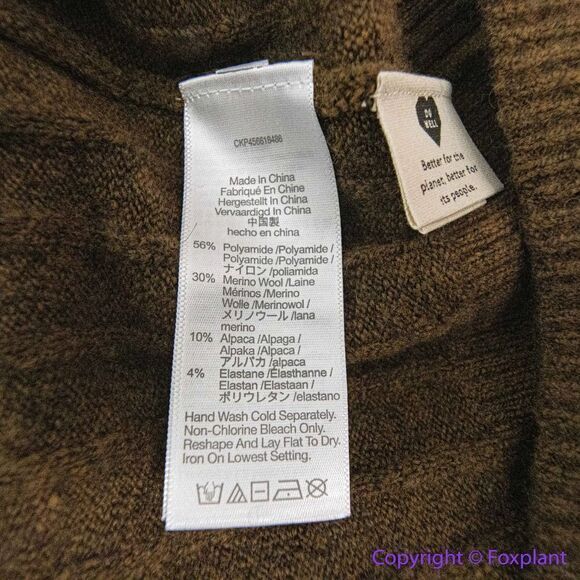 CKP456618486
Made In China
Fabriqué En Chine
Hergestellt In China
Vervaardigd In China
中国製
hecho en china
56% Polyamide /Polyamide /
Polyamide /Polyamide /
ナイロン /poliamida
30% Merino Wool /Laine
Mérinos /Merino
Wolle /Merinowol /
メリノウール /lana
merino
10% Alpaca /Alpaga /
Alpaka /Alpaca /
アルパカ /alpaca
4% Elastane /Elasthanne /
Elastan /Elastaan /
ポリウレタン /elastano
Hand Wash Cold Separately.
Non-Chlorine Bleach Only.
Reshape And Lay Flat To Dry.
Iron On Lowest Setting.
DO
WELL
Better for the
planet, better for
its people.
Copyright © Foxplant